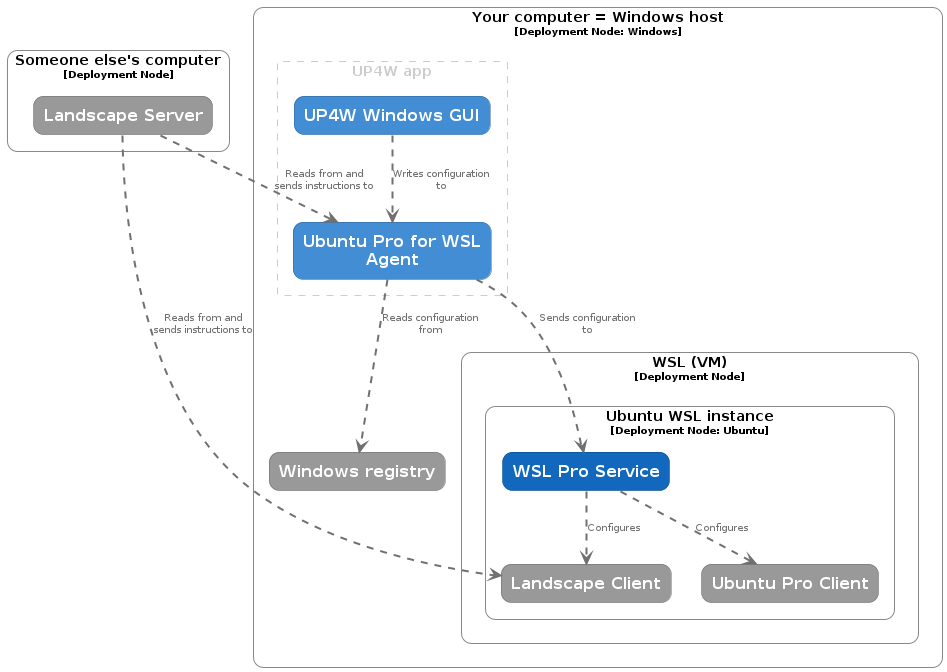 Your computer = Windows host
[Deployment Node: Windows]
Someone else's computer
[Deployment Node]
Landscape Server
UP4W app
UP4W Windows GUI
Reads from and
sends instructions to
Writes configuration
to
Ubuntu Pro for WSL
Agent
Reads from and
sends instructions to
Reads configuration
from
Sends configuration
to
WSL (VM)
[Deployment Node]
Ubuntu WSL instance
[Deployment Node: Ubuntu]
Windows registry
WSL Pro Service
Configures
Configures
Landscape Client
Ubuntu Pro Client